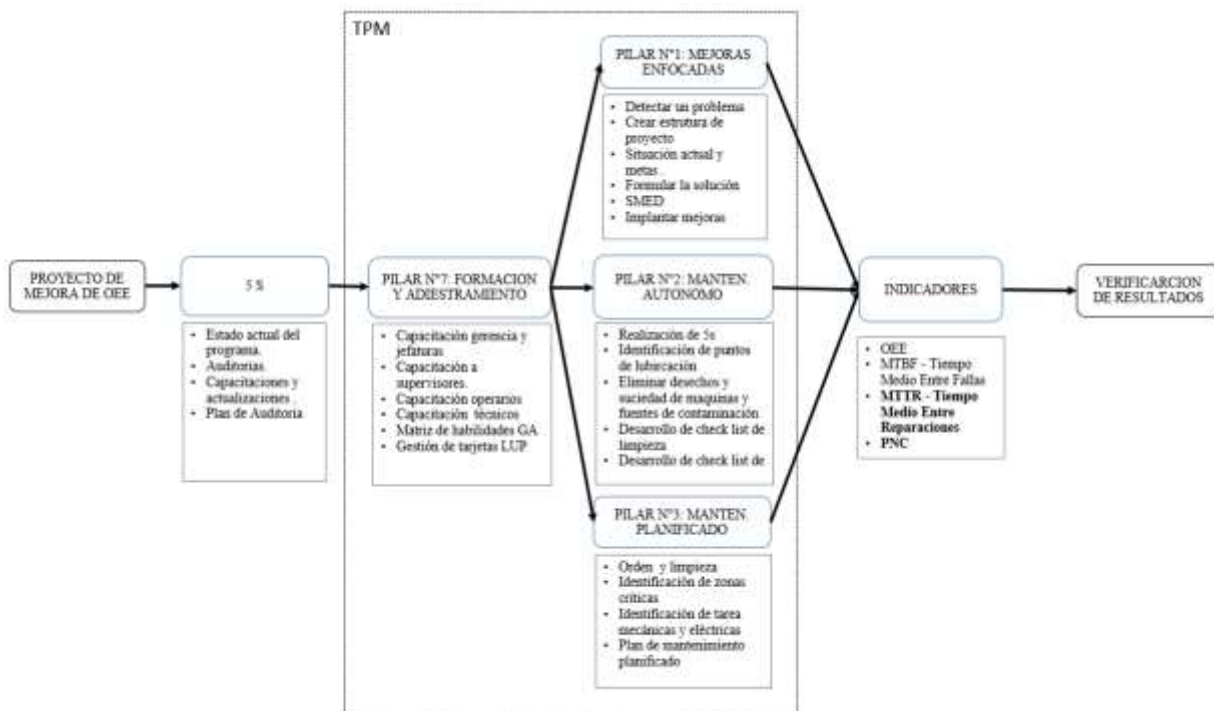 TPM
PROYECTO DE
MEJORA DE OEE
5 S
• Estado actual del
programa.
• Auditorias.
• Capacitaciones y
actualizaciones .
• Plan de Auditoria
PILAR N°7: FORMACION
Y ADIESTRAMIENTO
• Capacitación gerencia y
jefaturas
• Capacitación a
supervisores.
• Capacitación operarios
• Capacitación técnicos
• Matriz de habilidades GA
• Gestión de tarjetas LUP
PILAR N°1: MEJORAS
ENFOCADAS
• Detectar un problema
• Crear estrutura de
proyecto
• Situación actual y
metas .
• Formular la solución
• SMED
• Implantar mejoras
PILAR N°2: MANTEN.
AUTONOMO
• Realización de 5s
• Identificación de puntos
de lubircación
• Eliminar desechos y
suciedad de maquinas y
fuentes de contaminación
• Desarrollo de check list de
limpieza
• Desarrollo de check list de
PILAR N°3: MANTEN.
PLANIFICADO
• Orden y limpieza
• Identificación de zonas
críticas
• Identificación de tarea
mecánicas y eléctricas
• Plan de mantenimiento
planificado
INDICADORES
• OEE
• MTBF - Tiempo
Medio Entre Fallas
• MTTR - Tiempo
Medio Entre
Reparaciones
• PNC
VERIFICARCION
DE RESULTADOS